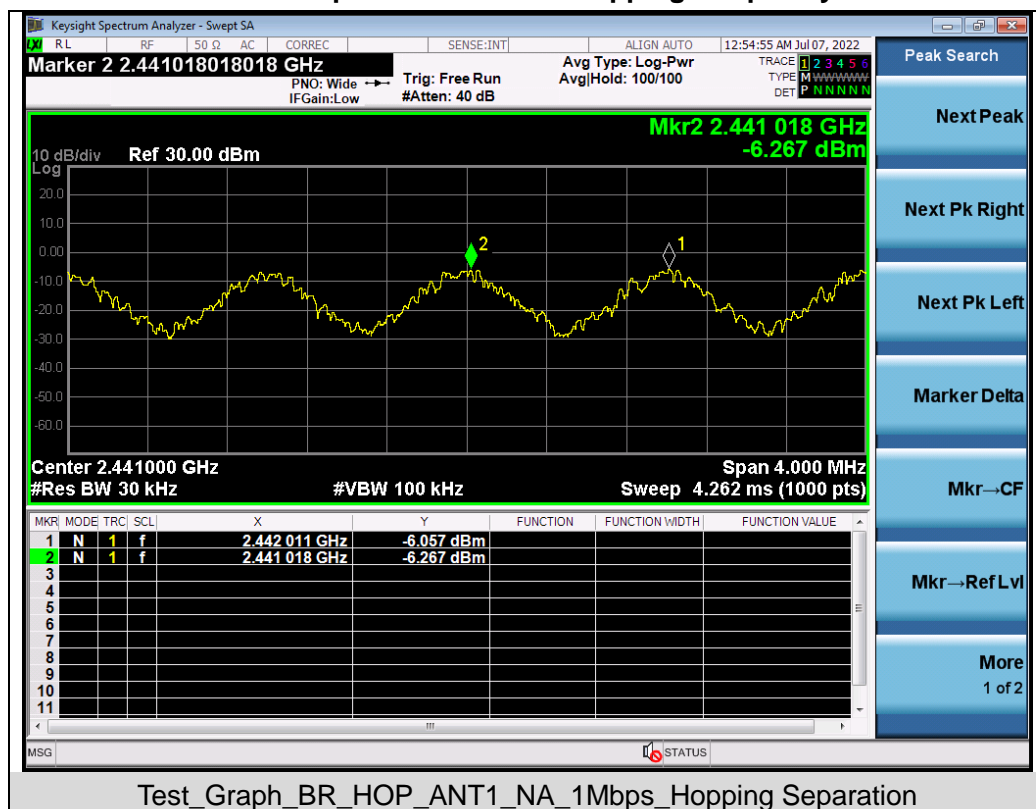 Keysight Spectrum Analyzer - Swept SA
LXI RL RF 50 Ω AC CORREC SENSE:INT ALIGN AUTO 12:54:55 AM Jul 07, 2022
Marker 2 2.441018018018 GHz
PNO: Wide
IFGain:Low
Trig: Free Run
#Atten: 40 dB
Avg Type: Log-Pwr
Avg|Hold: 100/100
TRACE 1 2 3 4 5 6
TYPE M WWWWW
DET P N N N N N
Peak Search
Mkr2 2.441 018 GHz
-6.267 dBm
10 dB/div Ref 30.00 dBm
Log
20.0
10.0
0.00
-10.0
-20.0
-30.0
-40.0
-50.0
-60.0
2
1
Center 2.441000 GHz Span 4.000 MHz
#Res BW 30 kHz #VBW 100 kHz Sweep 4.262 ms (1000 pts)
Next Peak
Next Pk Right
Next Pk Left
Marker Delta
Mkr→CF
Mkr→Ref Lvl
More
1 of 2
MKR MODE TRC SCL X Y FUNCTION FUNCTION WIDTH FUNCTION VALUE
1 N 1 f 2.442 011 GHz -6.057 dBm
2 N 1 f 2.441 018 GHz -6.267 dBm
3
4
5
6
7
8
9
10
11
MSG STATUS
Test_Graph_BR_HOP_ANT1_NA_1Mbps_Hopping Separation